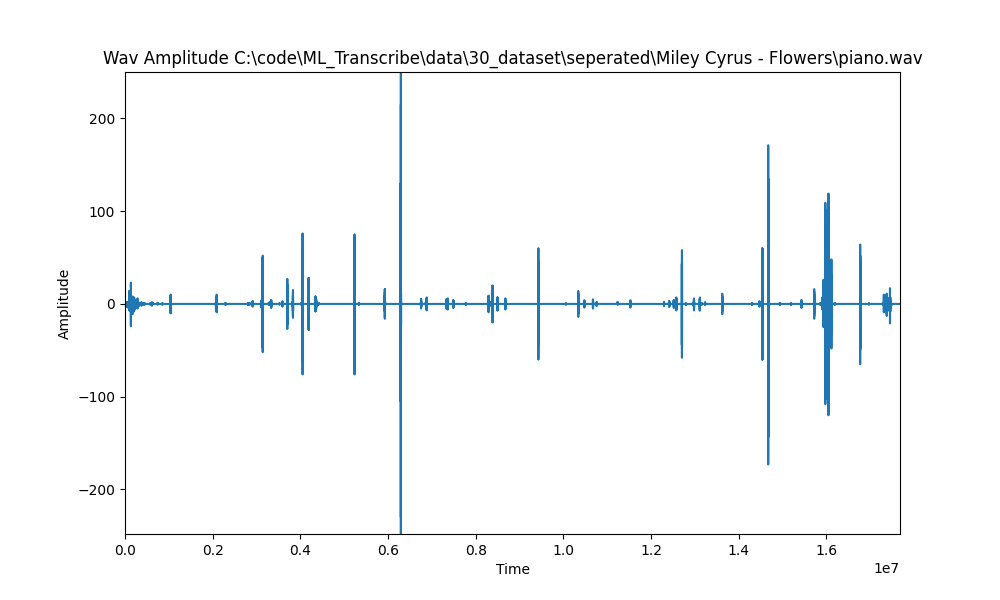 Wav Amplitude C:\code\ML_Transcribe\data\30_dataset\seperated\Miley Cyrus - Flowers\piano.wav
200
100
0
−100
−200
Amplitude
0.0 0.2 0.4 0.6 0.8 1.0 1.2 1.4 1.6
1e7
Time